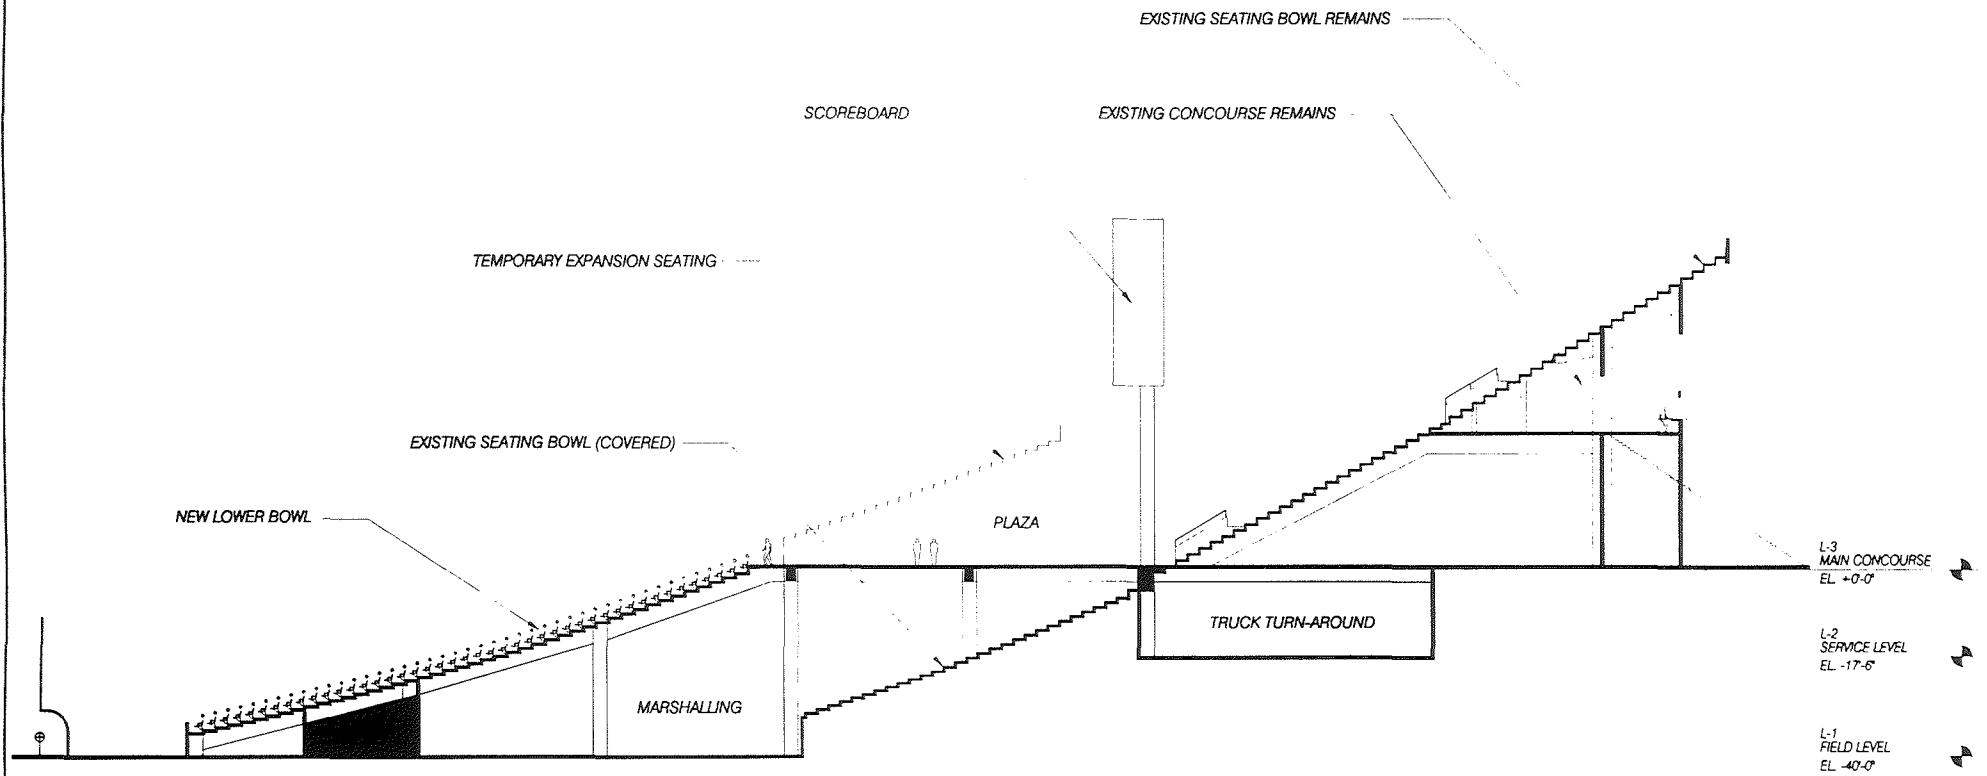 EXISTING SEATING BOWL REMAINS
SCOREBOARD
EXISTING CONCOURSE REMAINS
TEMPORARY EXPANSION SEATING
EXISTING SEATING BOWL (COVERED)
NEW LOWER BOWL
PLAZA
L-3
MAIN CONCOURSE
EL. +0'-0"
TRUCK TURN-AROUND
L-2
SERVICE LEVEL
EL. -17'-6"
MARSHALLING
L-1
FIELD LEVEL
EL. -40'-0"